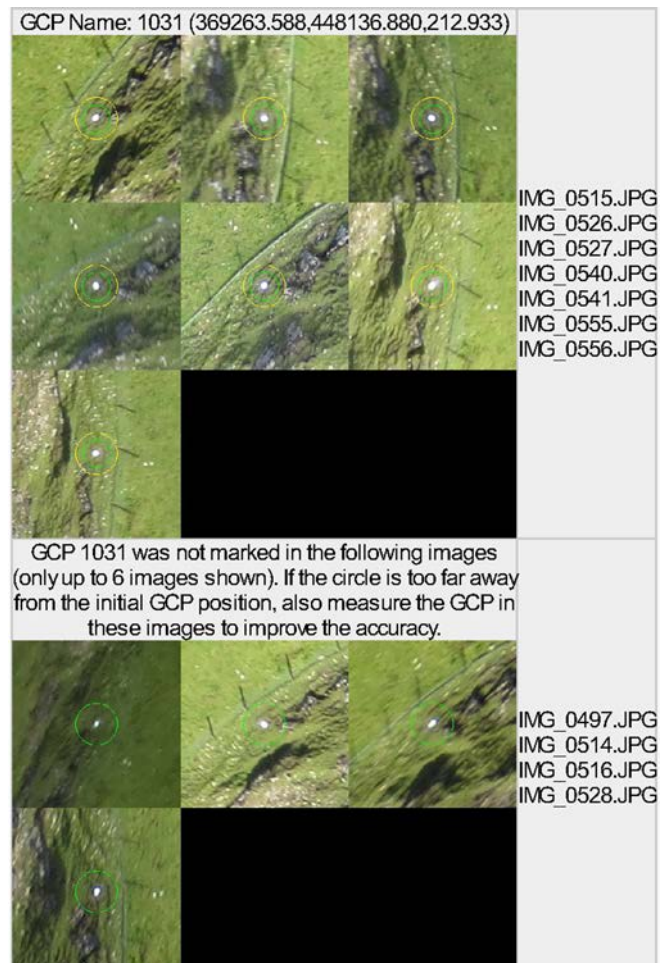 GCP Name: 1031 (369263.588,448136.880,212.933)
IMG_0515.JPG
IMG_0526.JPG
IMG_0527.JPG
IMG_0540.JPG
IMG_0541.JPG
IMG_0555.JPG
IMG_0556.JPG
GCP 1031 was not marked in the following images
(only up to 6 images shown). If the circle is too far away
from the initial GCP position, also measure the GCP in
these images to improve the accuracy.
IMG_0497.JPG
IMG_0514.JPG
IMG_0516.JPG
IMG_0528.JPG